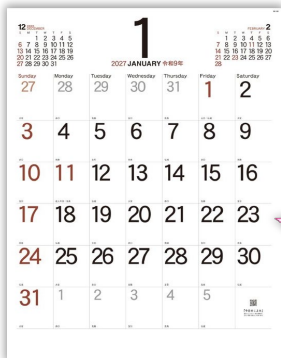 12 2026 DECEMBER
S M T W T F S
1 2 3 4 5
6 7 8 9 10 11 12
13 14 15 16 17 18 19
20 21 22 23 24 25 26
27 28 29 30 31
1
2027 JANUARY 令和9年
FEBRUARY 2
S M T W T F S
1 2 3 4 5 6
7 8 9 10 11 12 13
14 15 16 17 18 19 20
21 22 23 24 25 26 27
28
Sunday Monday Tuesday Wednesday Thursday Friday Saturday
27 28 29 30 31 1 2
3 4 5 6 7 8 9
10 11 12 13 14 15 16
17 18 19 20 21 22 23
24 25 26 27 28 29 30
31 1 2 3 4 5